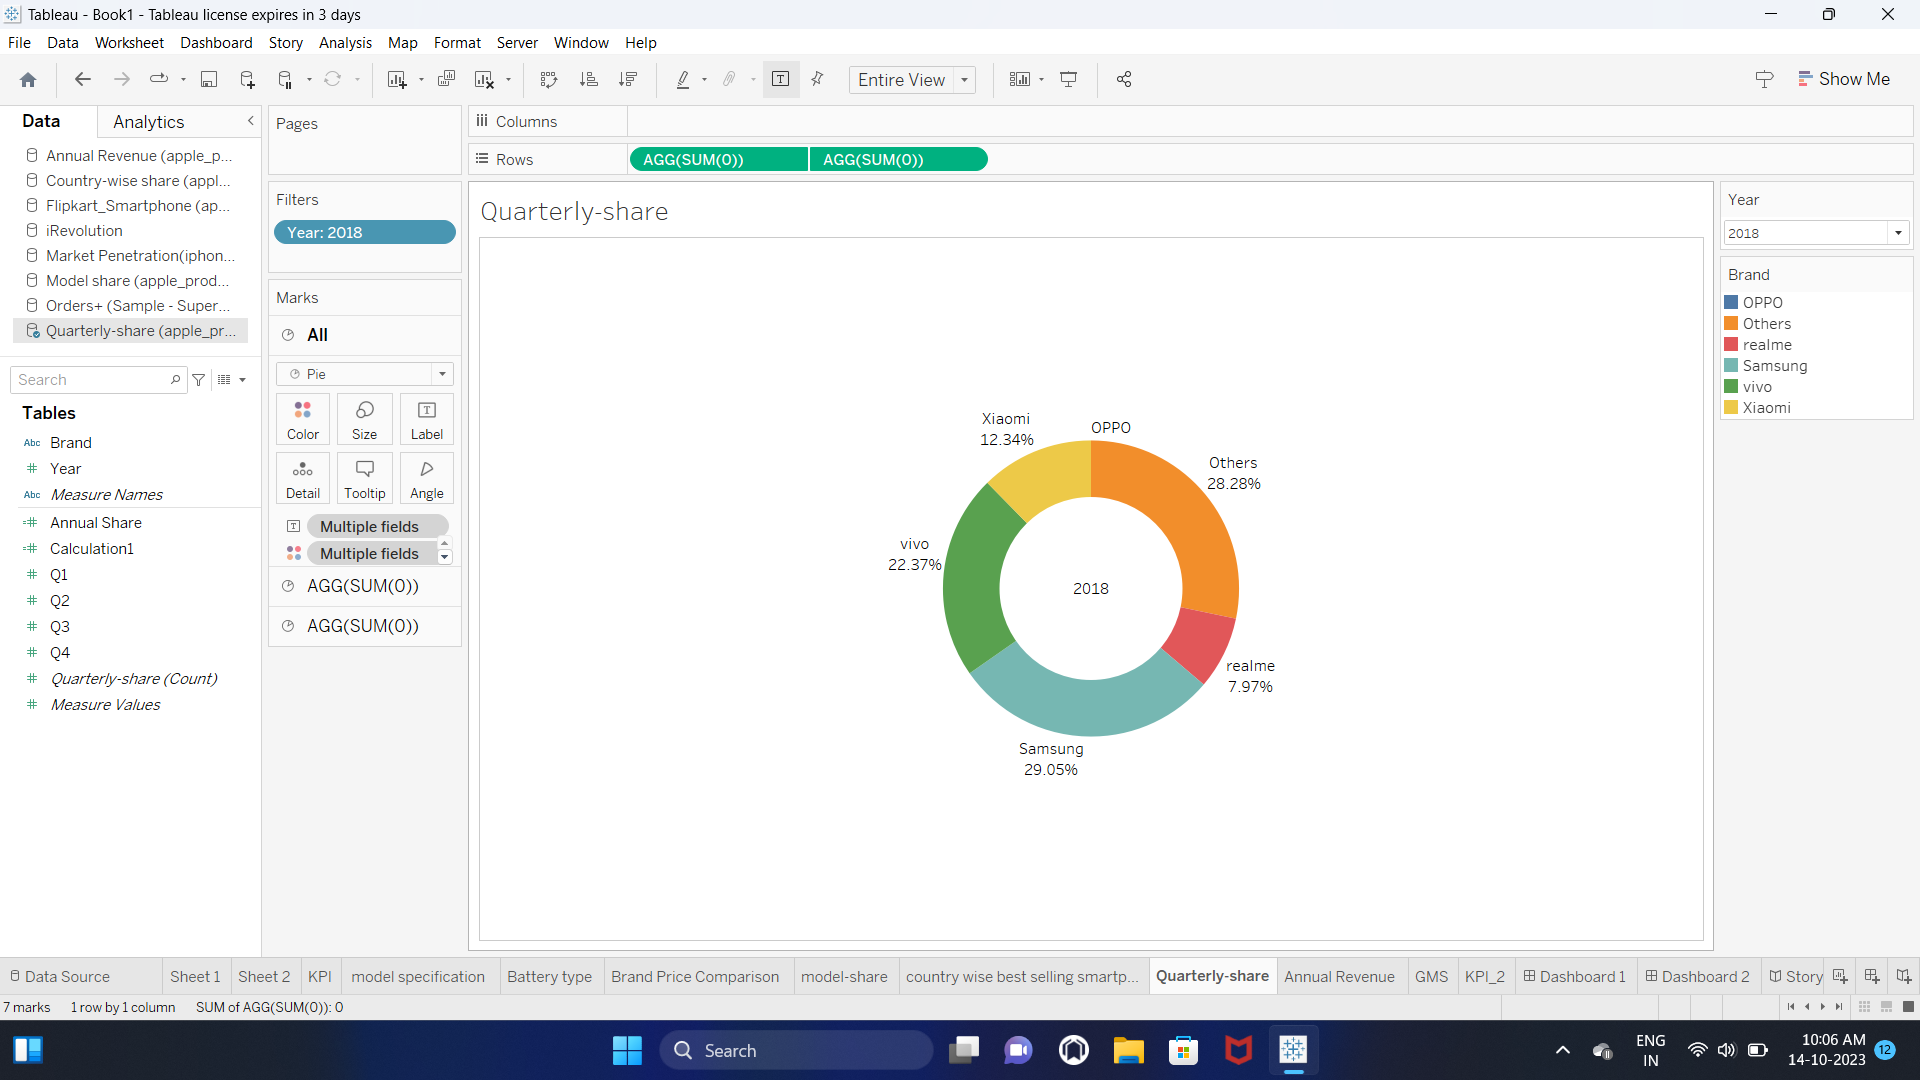 Tableau - Book1 - Tableau license expires in 3 days
File Data Worksheet Dashboard Story Analysis Map Format Server Window Help
Entire View
Show Me
Data Analytics
Annual Revenue (apple_p...
Country-wise share (appl...
Flipkart_Smartphone (ap...
iRevolution
Market Penetration(iphon...
Model share (apple_prod...
Orders+ (Sample - Super...
Quarterly-share (apple_pr...
Search
Tables
Abc Brand
Year
Abc Measure Names
Annual Share
Calculation1
Q1
Q2
Q3
Q4
Quarterly-share (Count)
Measure Values
Pages
Filters
Year: 2018
Marks
All
Pie
Color Size Label
Detail Tooltip Angle
Multiple fields
Multiple fields
AGG(SUM(0))
AGG(SUM(0))
Columns
Rows AGG(SUM(0)) AGG(SUM(0))
Quarterly-share
Xiaomi
12.34%
OPPO
Others
28.28%
vivo
22.37%
2018
realme
7.97%
Samsung
29.05%
Year
2018
Brand
OPPO
Others
realme
Samsung
vivo
Xiaomi
Data Source Sheet 1 Sheet 2 KPI model specification Battery type Brand Price Comparison model-share country wise best selling smartp... Quarterly-share Annual Revenue GMS KPI_2 Dashboard 1 Dashboard 2 Story
7 marks 1 row by 1 column SUM of AGG(SUM(0)): 0
Search
ENG
IN
10:06 AM
14-10-2023
12